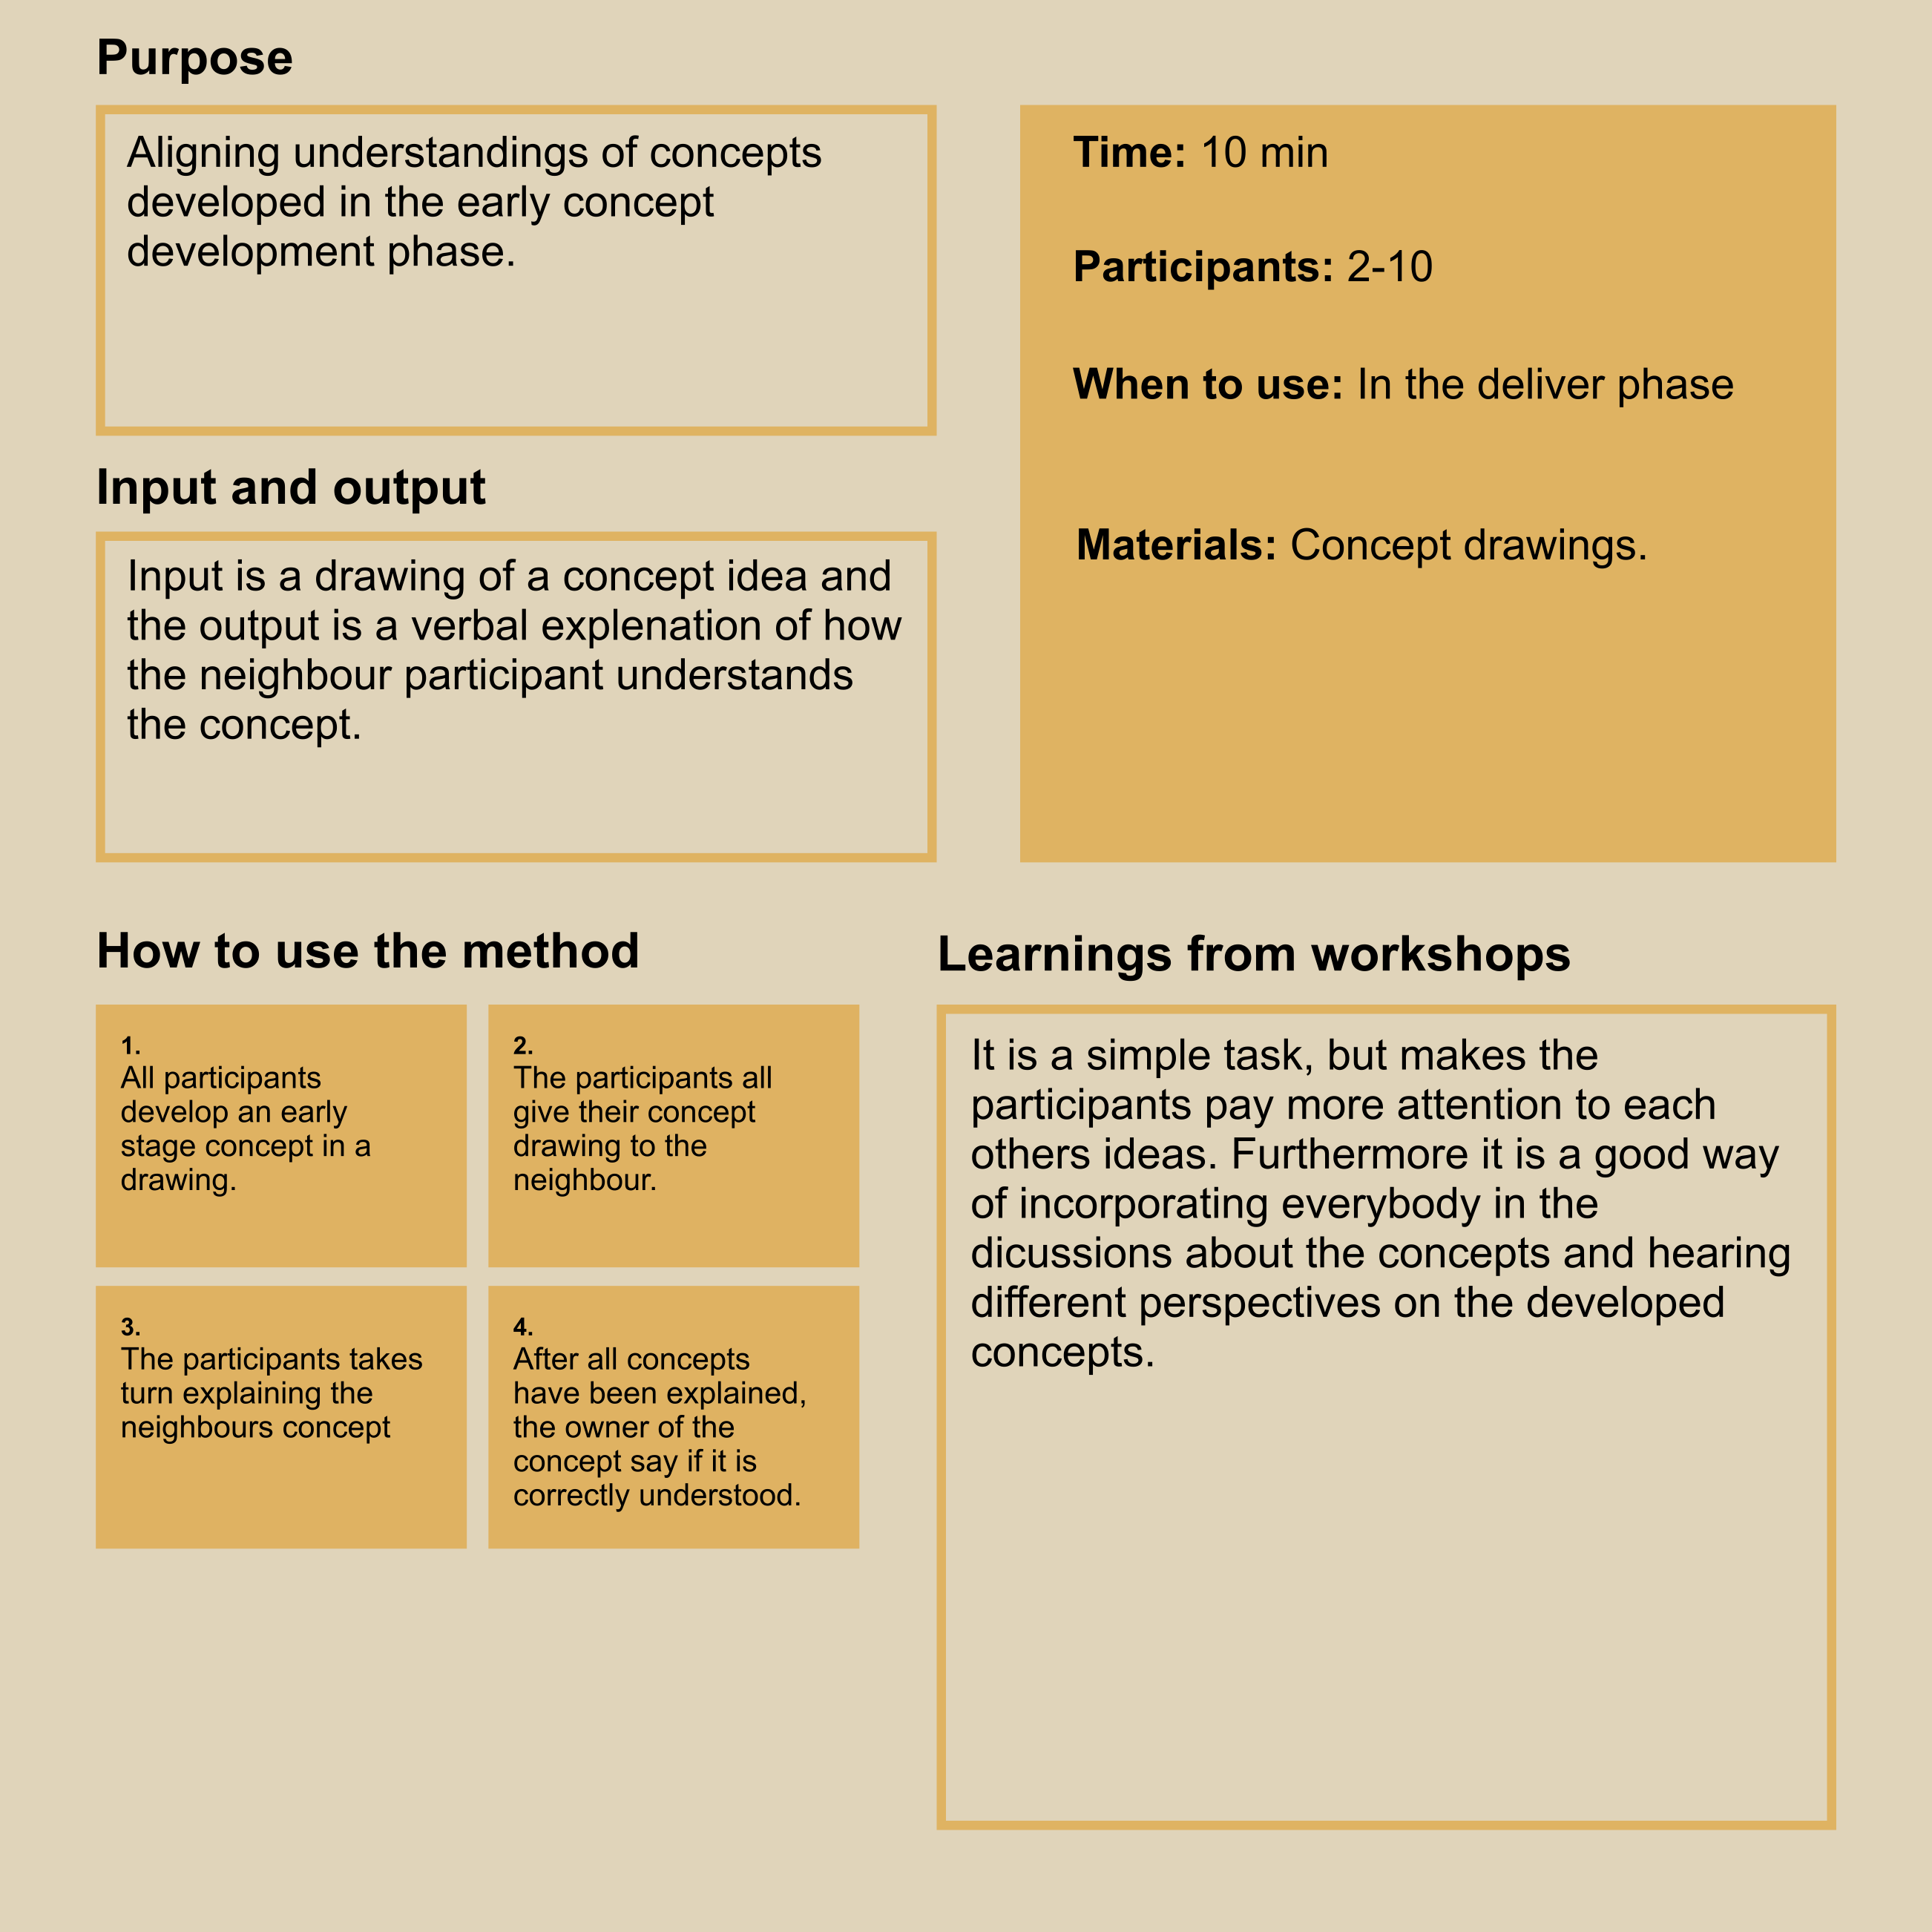 Purpose
Aligning understandings of concepts
developed in the early concept
development phase.
Time: 10 min
Participants: 2-10
When to use: In the deliver phase
Materials: Concept drawings.
Input and output
Input is a drawing of a concept idea and
the output is a verbal explenation of how
the neighbour participant understands
the concept.
How to use the method
1.
All participants
develop an early
stage concept in a
drawing.
2.
The participants all
give their concept
drawing to the
neighbour.
3.
The participants takes
turn explaining the
neighbours concept
4.
After all concepts
have been explained,
the owner of the
concept say if it is
correctly understood.
Learnings from workshops
It is a simple task, but makes the
participants pay more attention to each
others ideas. Furthermore it is a good way
of incorporating everybody in the
dicussions about the concepts and hearing
different perspectives on the developed
concepts.